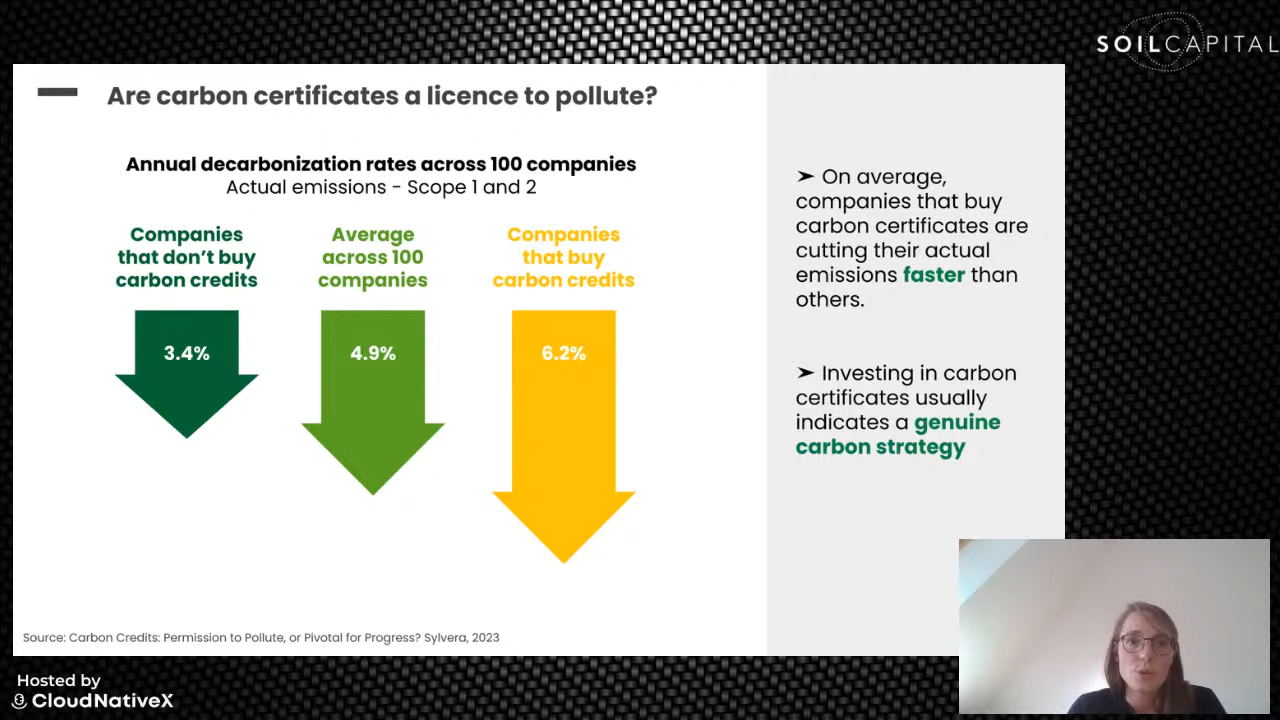 SOILCAPITAL
Are carbon certificates a licence to pollute?
Annual decarbonization rates across 100 companies
Actual emissions - Scope 1 and 2
Companies
that don't buy
carbon credits
Average
across 100
companies
Companies
that buy
carbon credits
3.4%
4.9%
6.2%
➤ On average,
companies that buy
carbon certificates are
cutting their actual
emissions faster than
others.
➤ Investing in carbon
certificates usually
indicates a genuine
carbon strategy
Source: Carbon Credits: Permission to Pollute, or Pivotal for Progress? Sylvera, 2023
Hosted by
CloudNativeX